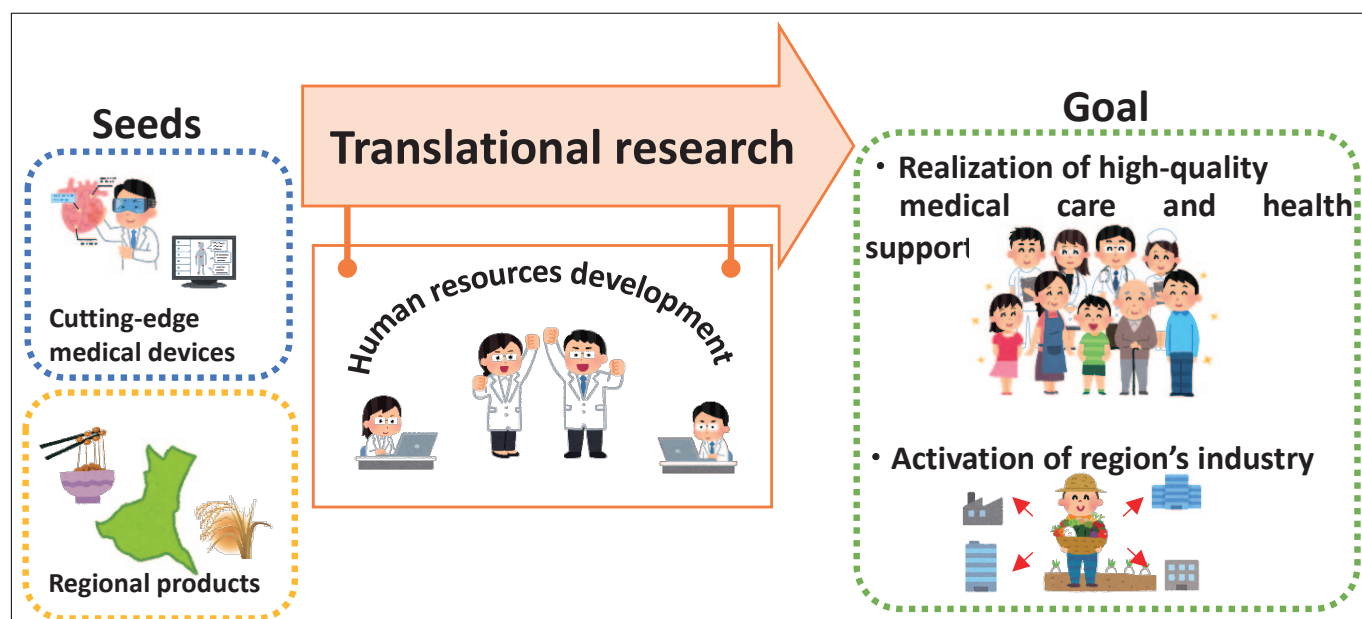 Seeds
Cutting-edge
medical devices
Regional products
Translational research
Human resources development
Goal
・Realization of high-quality
medical care and health
support
・Activation of region’s industry